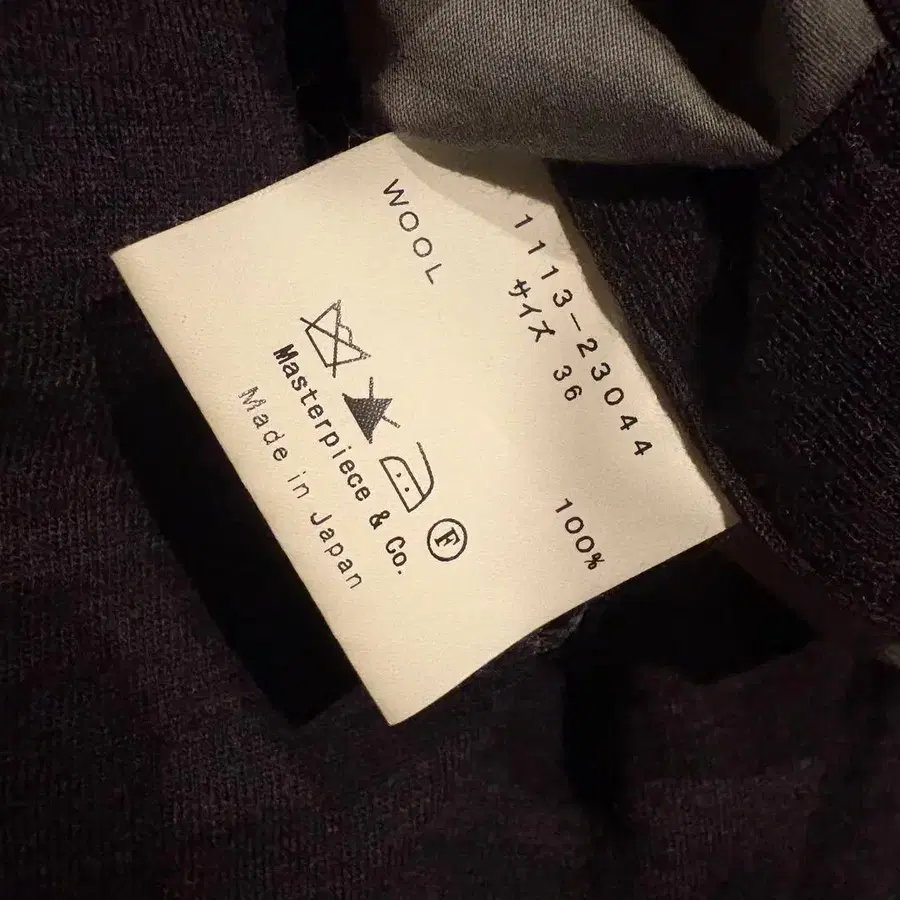 1113-23044
サイズ 36
WOOL 100%
F
Masterpiece & Co.
Made in Japan